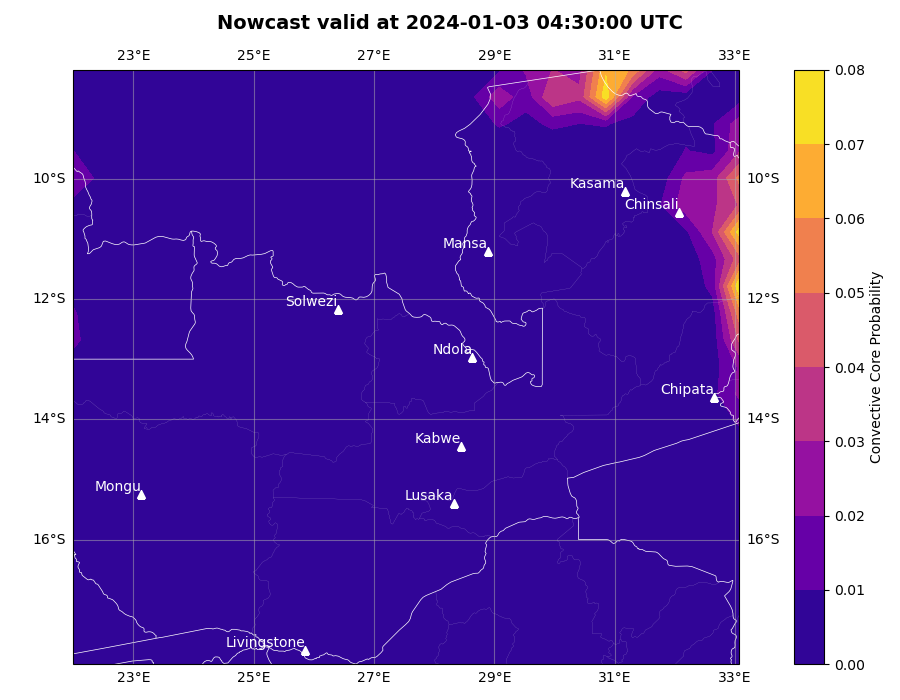 Nowcast valid at 2024-01-03 04:30:00 UTC
23°E 25°E 27°E 29°E 31°E 33°E
0.08
0.07
10°S Kasama 10°S
Chinsali
0.06
Mansa
12°S Solwezi 12°S
0.05
Ndola
0.04
Chipata
14°S 14°S
Kabwe
0.03
Mongu
Lusaka
0.02
16°S 16°S
0.01
Livingstone
0.00
23°E 25°E 27°E 29°E 31°E 33°E
Convective Core Probability